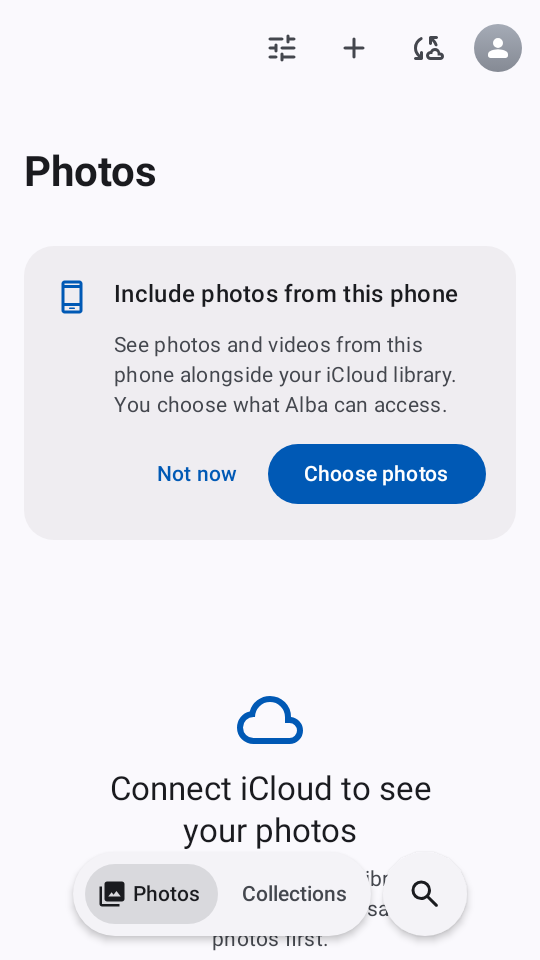 Photos
Include photos from this phone
See photos and videos from this
phone alongside your iCloud library.
You choose what Alba can access.
Not now
Choose photos
Connect iCloud to see
your photos
Photos
Collections
photos first.